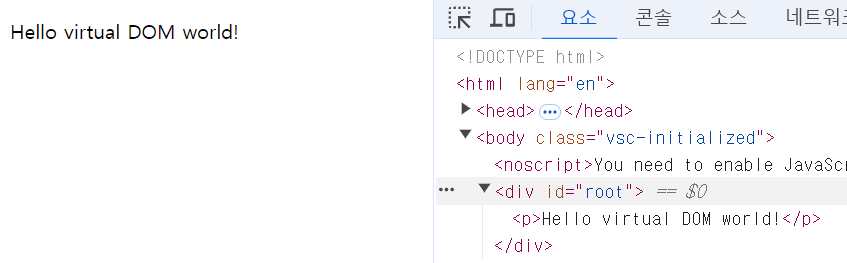 Hello virtual DOM world!
요소 콘솔 소스 네트워
<!DOCTYPE html>
<html lang="en">
<head> ••• </head>
<body class="vsc-initialized">
<noscript>You need to enable JavaScr
••• <div id="root"> == $0
<p>Hello virtual DOM world!</p>
</div>